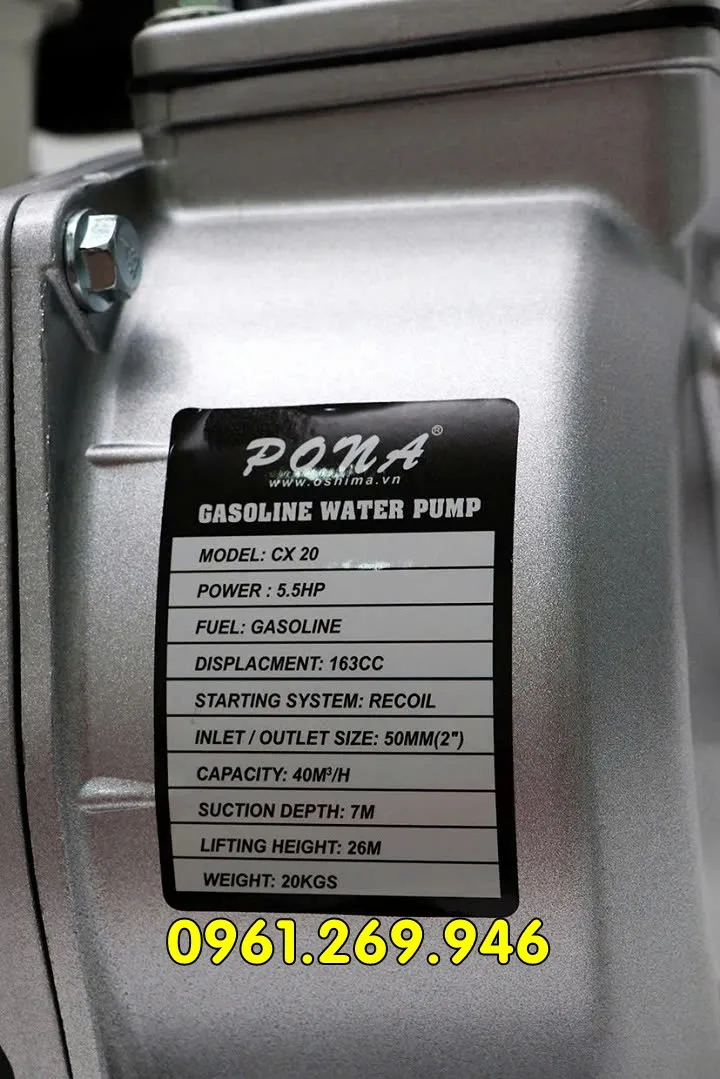 PONA®
www.oshima.vn
GASOLINE WATER PUMP
MODEL: CX 20
POWER : 5.5HP
FUEL: GASOLINE
DISPLACMENT: 163CC
STARTING SYSTEM: RECOIL
INLET / OUTLET SIZE: 50MM(2")
CAPACITY: 40M³/H
SUCTION DEPTH: 7M
LIFTING HEIGHT: 26M
WEIGHT: 20KGS
0961.269.946